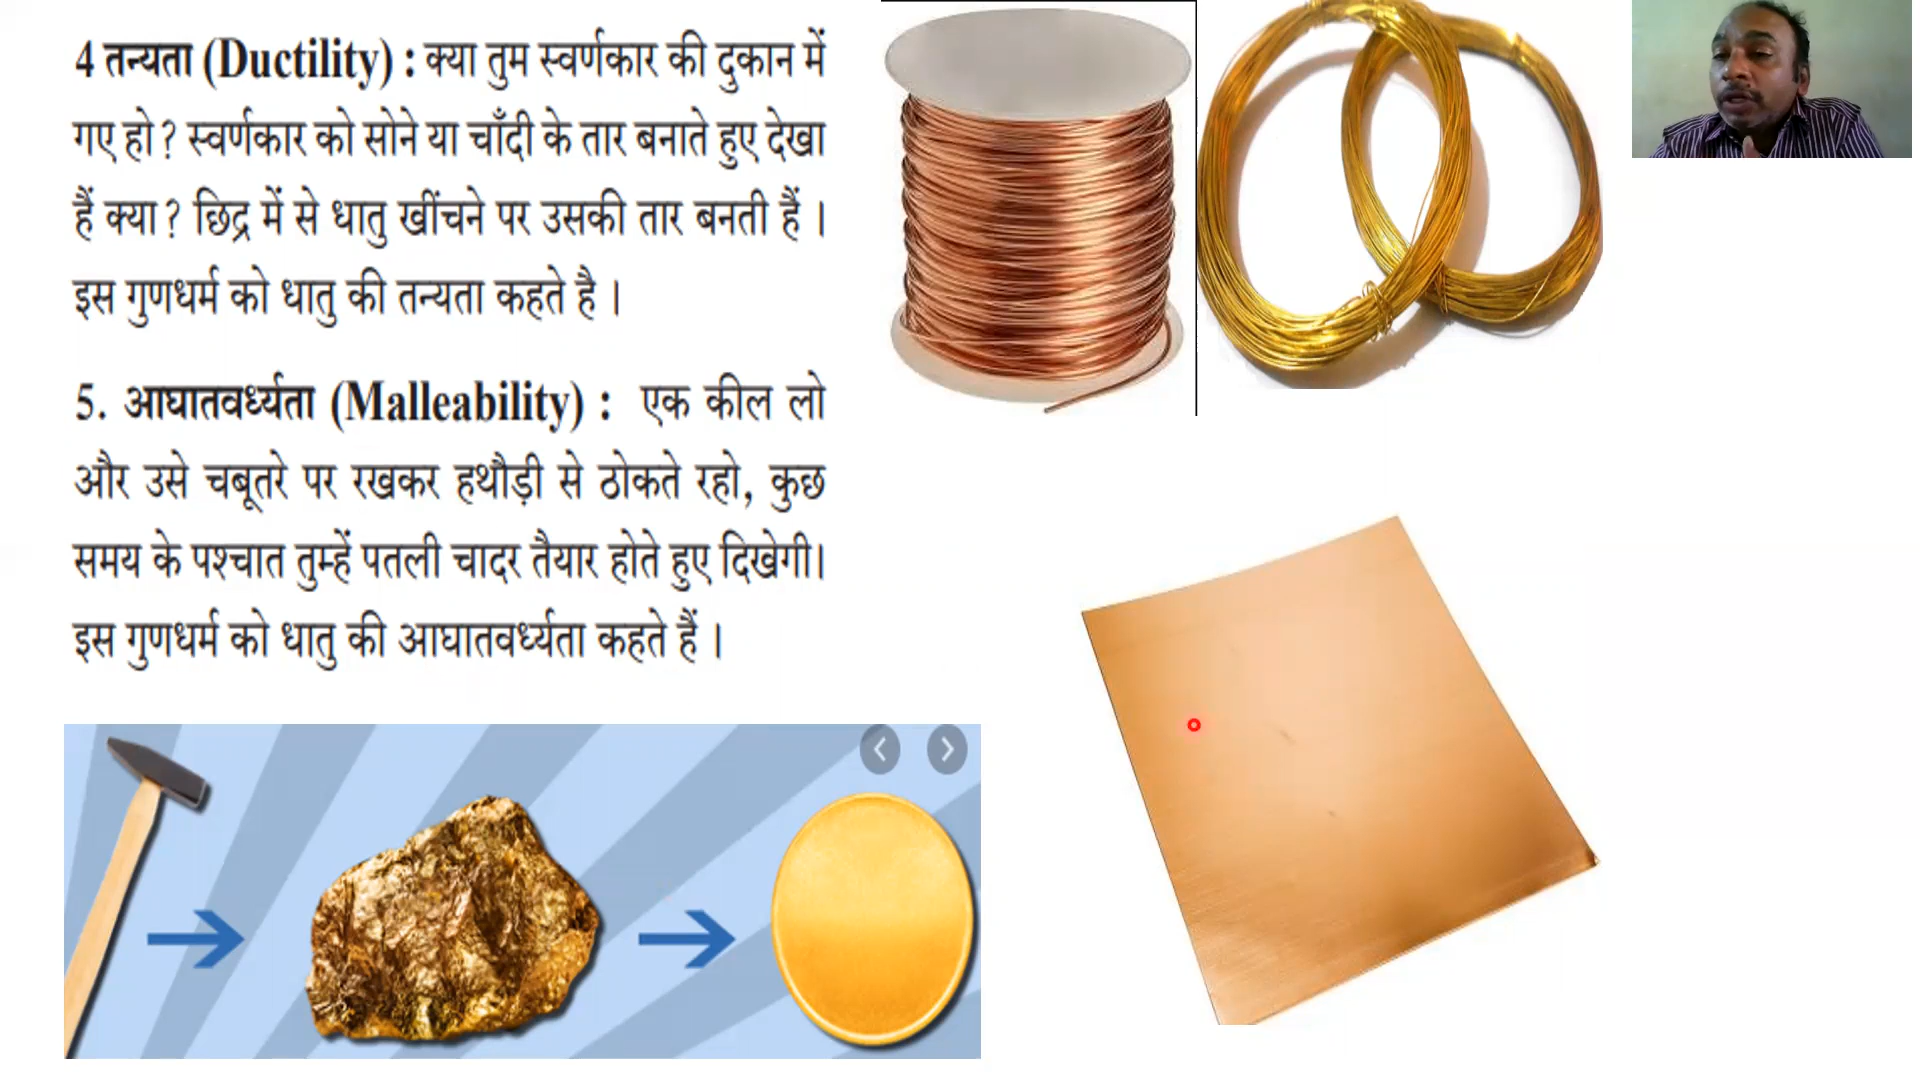 4 तन्यता (Ductility) : क्या तुम स्वर्णकार की दुकान में
गए हो ? स्वर्णकार को सोने या चाँदी के तार बनाते हुए देखा
हैं क्या ? छिद्र में से धातु खींचने पर उसकी तार बनती हैं ।
इस गुणधर्म को धातु की तन्यता कहते है ।
5. आघातवर्ध्यता (Malleability) : एक कील लो
और उसे चबूतरे पर रखकर हथौड़ी से ठोकते रहो, कुछ
समय के पश्चात तुम्हें पतली चादर तैयार होते हुए दिखेगी।
इस गुणधर्म को धातु की आघातवर्ध्यता कहते हैं ।